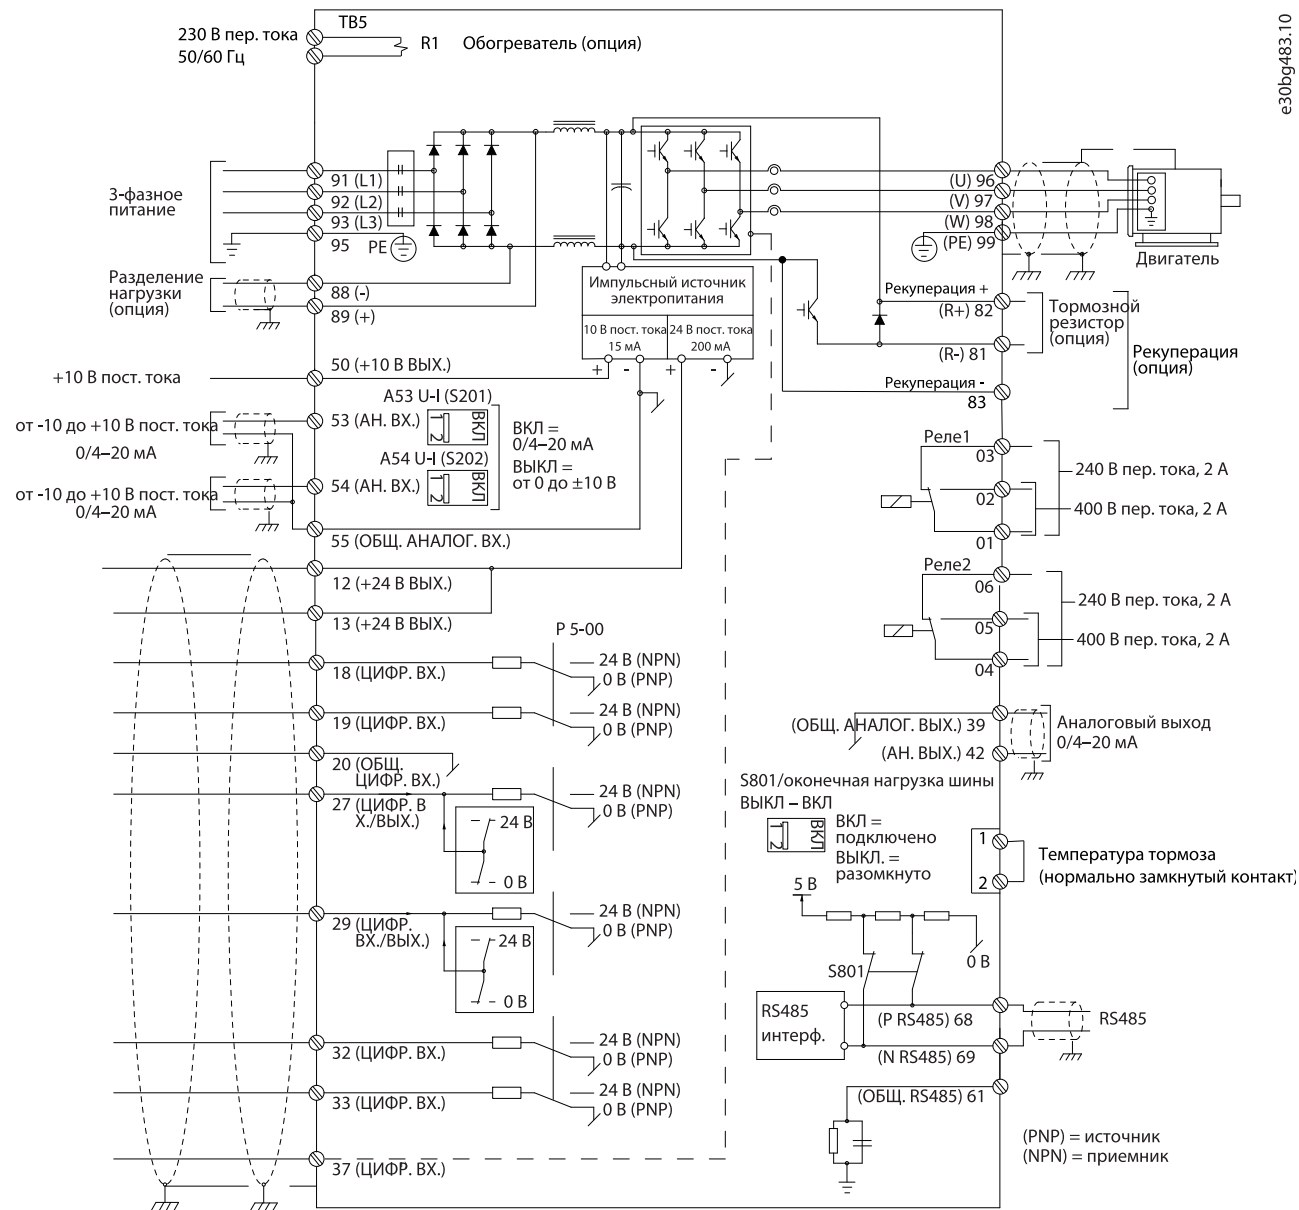 e30bg483.10
TB5
230 В пер. тока
50/60 Гц
R1
Обогреватель (опция)
3-фазное
питание
91 (L1)
92 (L2)
93 (L3)
95
PE
(U) 96
(V) 97
(W) 98
(PE) 99
Двигатель
Разделение
нагрузки
(опция)
88 (-)
89 (+)
Импульсный источник
электропитания
10 В пост. тока
15 мА
24 В пост. тока
200 мА
+
-
+
-
Рекуперация +
(R+) 82
Тормозной
резистор
(опция)
(R-) 81
Рекуперация
(опция)
Рекуперация -
83
+10 В пост. тока
50 (+10 В ВЫХ.)
A53 U-I (S201)
от -10 до +10 В пост. тока
0/4–20 мА
53 (АН. ВХ.)
1 2
ВКЛ
ВКЛ =
0/4–20 мА
ВЫКЛ =
от 0 до ±10 В
A54 U-I (S202)
от -10 до +10 В пост. тока
0/4–20 мА
54 (АН. ВХ.)
1 2
ВКЛ
55 (ОБЩ. АНАЛОГ. ВХ.)
Реле1
03
02
01
240 В пер. тока, 2 А
400 В пер. тока, 2 А
12 (+24 В ВЫХ.)
13 (+24 В ВЫХ.)
Реле2
06
05
04
240 В пер. тока, 2 А
400 В пер. тока, 2 А
P 5-00
18 (ЦИФР. ВХ.)
24 В (NPN)
0 В (PNP)
19 (ЦИФР. ВХ.)
24 В (NPN)
0 В (PNP)
20 (ОБЩ.
ЦИФР. ВХ.)
27 (ЦИФР. В
Х./ВЫХ.)
24 В (NPN)
0 В (PNP)
24 В
0 В
29 (ЦИФР.
ВХ./ВЫХ.)
24 В (NPN)
0 В (PNP)
24 В
0 В
32 (ЦИФР. ВХ.)
24 В (NPN)
0 В (PNP)
33 (ЦИФР. ВХ.)
24 В (NPN)
0 В (PNP)
37 (ЦИФР. ВХ.)
(ОБЩ. АНАЛОГ. ВЫХ.) 39
(АН. ВЫХ.) 42
Аналоговый выход
0/4–20 мА
S801/оконечная нагрузка шины
ВЫКЛ – ВКЛ
1 2
ВКЛ
ВКЛ =
подключено
ВЫКЛ. =
разомкнуто
1
2
Температура тормоза
(нормально замкнутый контакт)
5 В
0 В
S801
RS485
интерф.
(P RS485) 68
(N RS485) 69
RS485
(ОБЩ. RS485) 61
(PNP) = источник
(NPN) = приемник